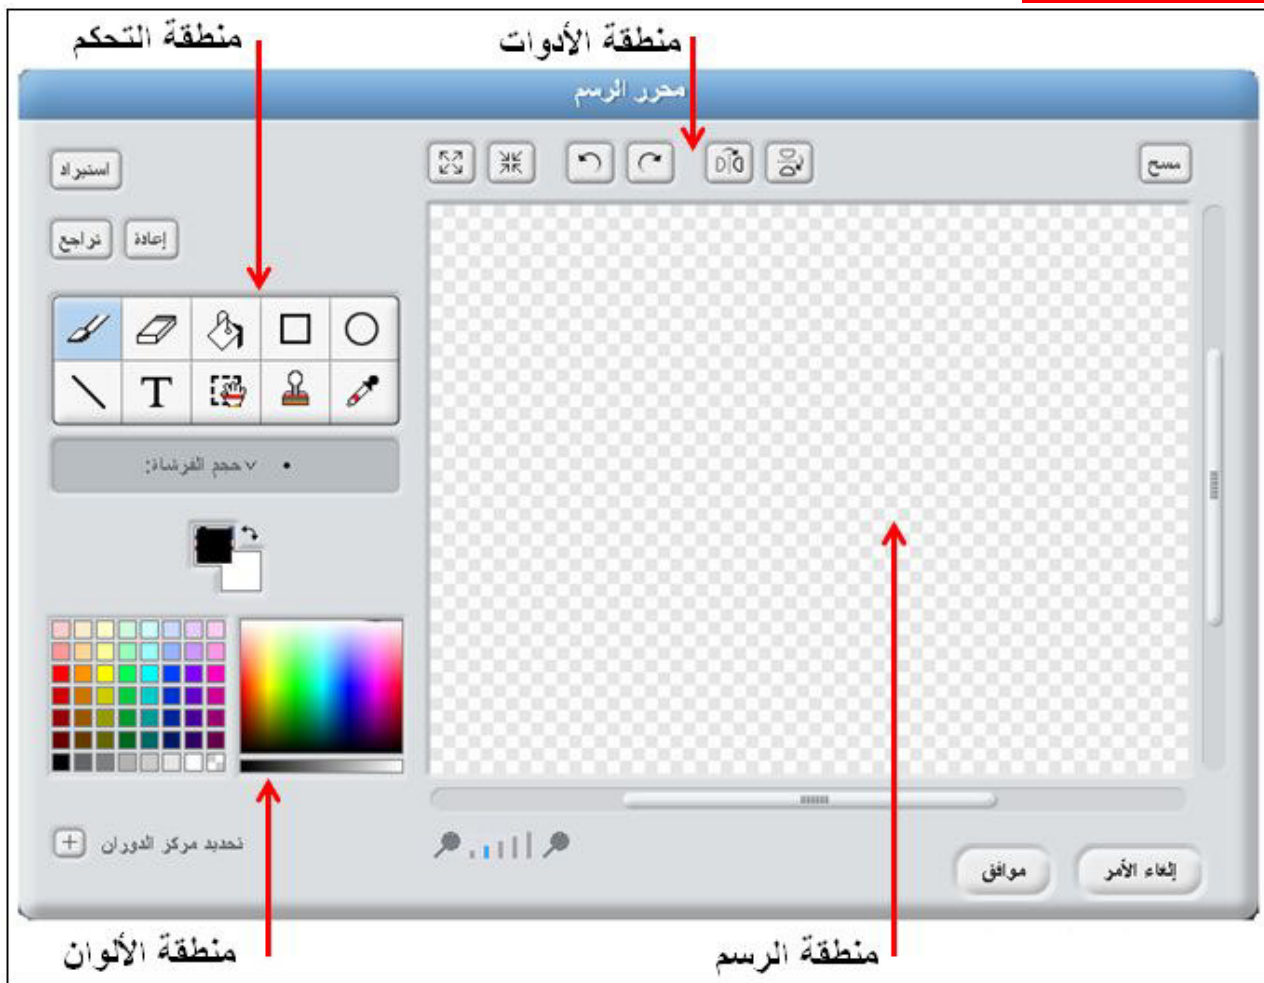 منطقة الأدوات
منطقة التحكم
محرر الرسم
مسح
استيراد
إعادة
تراجع
T
حجم الفرشاة:
تحديد مركز الدوران
إلغاء الأمر
موافق
منطقة الرسم
منطقة الألوان